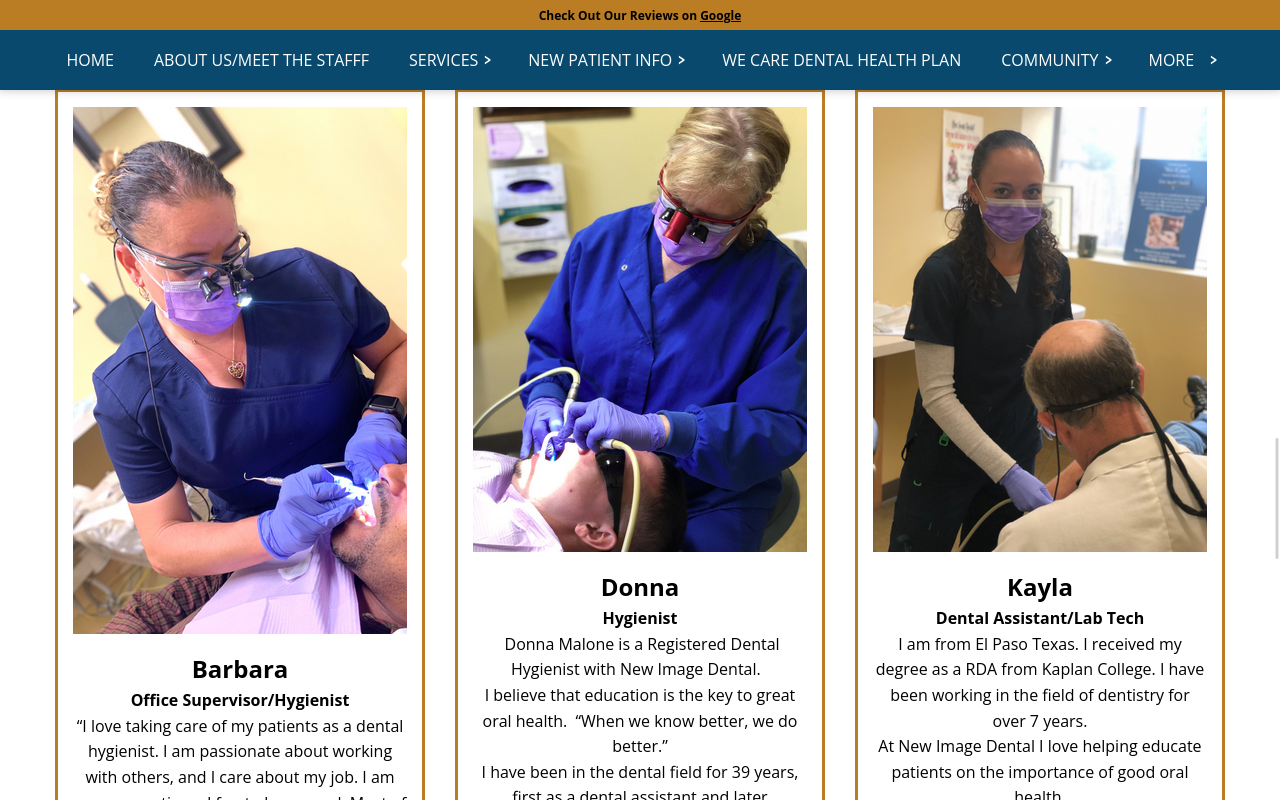 Check Out Our Reviews on Google
HOME
ABOUT US/MEET THE STAFFF
SERVICES >
NEW PATIENT INFO >
WE CARE DENTAL HEALTH PLAN
COMMUNITY >
MORE >
Barbara
Office Supervisor/Hygienist
“I love taking care of my patients as a dental
hygienist. I am passionate about working
with others, and I care about my job. I am
Donna
Hygienist
Donna Malone is a Registered Dental
Hygienist with New Image Dental.
I believe that education is the key to great
oral health.  “When we know better, we do
better.”
I have been in the dental field for 39 years,
first as a dental assistant and later
Kayla
Dental Assistant/Lab Tech
I am from El Paso Texas. I received my
degree as a RDA from Kaplan College. I have
been working in the field of dentistry for
over 7 years.
At New Image Dental I love helping educate
patients on the importance of good oral
health.